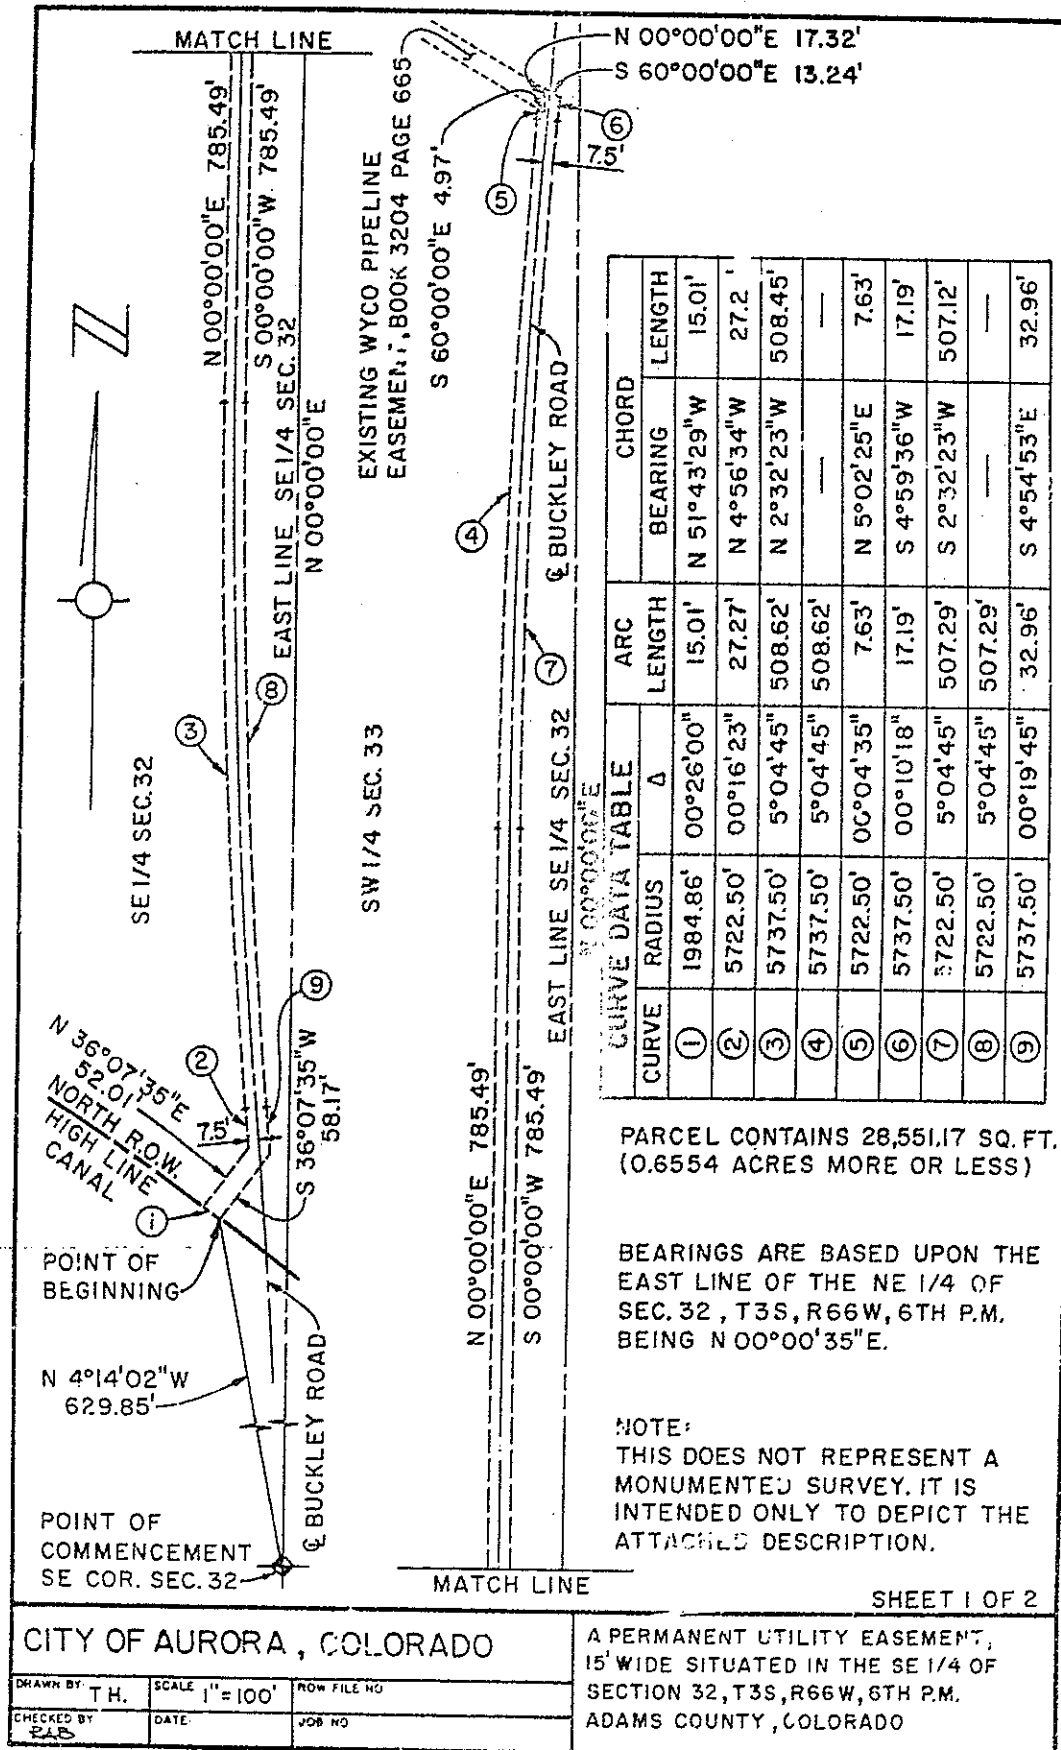 MATCH LINE
N 00°00'00"E 785.49'
S 00°00'00"W 785.49'
EAST LINE SE 1/4 SEC. 32
N 00°00'00"E
EXISTING WYCO PIPELINE
EASEMENT, BOOK 3204 PAGE 665
S 60°00'00"E 4.97'
N 00°00'00"E 17.32'
S 60°00'00"E 13.24'
⑥
7.5'
⑤
④
℄ BUCKLEY ROAD
⑦
SE 1/4 SEC. 32
③
⑧
SW 1/4 SEC. 33
EAST LINE SE 1/4 SEC. 32
N 00°00'00"E
⑨
②
N 36°07'35"E
52.01'
NORTH R.O.W.
HIGH LINE
CANAL
7.5'
S 36°07'35"W
58.17'
①
POINT OF
BEGINNING
N 4°14'02"W
629.85'
℄ BUCKLEY ROAD
POINT OF
COMMENCEMENT
SE COR. SEC. 32
N 00°00'00"E 785.49'
S 00°00'00"W 785.49'
MATCH LINE
CURVE DATA TABLE
CURVE RADIUS Δ ARC LENGTH CHORD BEARING LENGTH
① 1984.86' 00°26'00" 15.01' N 51°43'29"W 15.01'
② 5722.50' 00°16'23" 27.27' N 4°56'34"W 27.2 '
③ 5737.50' 5°04'45" 508.62' N 2°32'23"W 508.45'
④ 5737.50' 5°04'45" 508.62' — —
⑤ 5722.50' 00°04'35" 7.63' N 5°02'25"E 7.63'
⑥ 5737.50' 00°10'18" 17.19' S 4°59'36"W 17.19'
⑦ 5722.50' 5°04'45" 507.29' S 2°32'23"W 507.12'
⑧ 5722.50' 5°04'45" 507.29' — —
⑨ 5737.50' 00°19'45" 32.96' S 4°54'53"E 32.96'
PARCEL CONTAINS 28,551.17 SQ. FT.
(0.6554 ACRES MORE OR LESS)
BEARINGS ARE BASED UPON THE
EAST LINE OF THE NE 1/4 OF
SEC. 32, T3S, R66W, 6TH P.M.
BEING N 00°00'35"E.
NOTE:
THIS DOES NOT REPRESENT A
MONUMENTED SURVEY. IT IS
INTENDED ONLY TO DEPICT THE
ATTACHED DESCRIPTION.
SHEET 1 OF 2
CITY OF AURORA, COLORADO
DRAWN BY T H.
SCALE 1"=100'
ROW FILE NO
CHECKED BY RAB
DATE
JOB NO
A PERMANENT UTILITY EASEMENT,
15' WIDE SITUATED IN THE SE 1/4 OF
SECTION 32, T3S, R66W, 6TH P.M.
ADAMS COUNTY, COLORADO